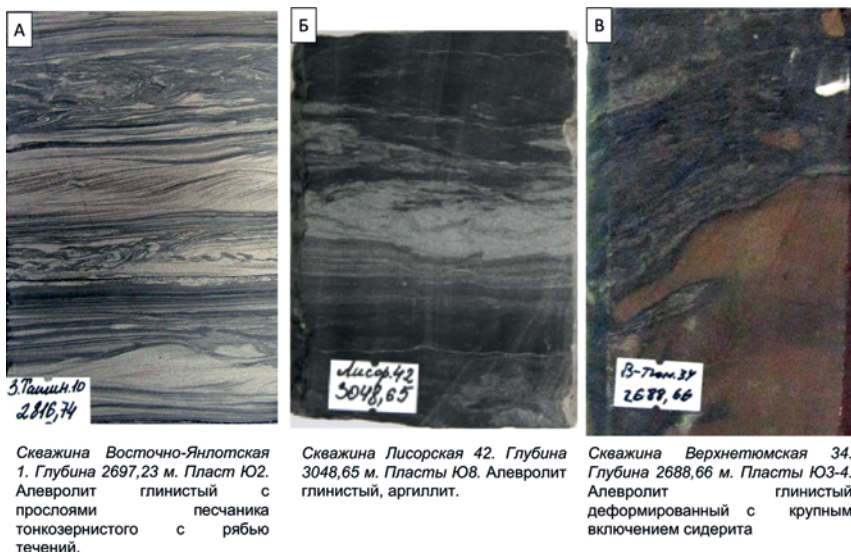 А
Б
В
З.Ташин.10
2816,74
Лисор.42
3048,65
В-Тюм.34
2688,66
Скважина Восточно-Янлотская
1. Глубина 2697,23 м. Пласт Ю2.
Алевролит глинистый с
прослоями песчаника
тонкозернистого с рябью
течений.
Скважина Лисорская 42. Глубина
3048,65 м. Пласты Ю8. Алевролит
глинистый, аргиллит.
Скважина Верхнетюмская 34.
Глубина 2688,66 м. Пласты Ю3-4.
Алевролит глинистый
деформированный с крупным
включением сидерита